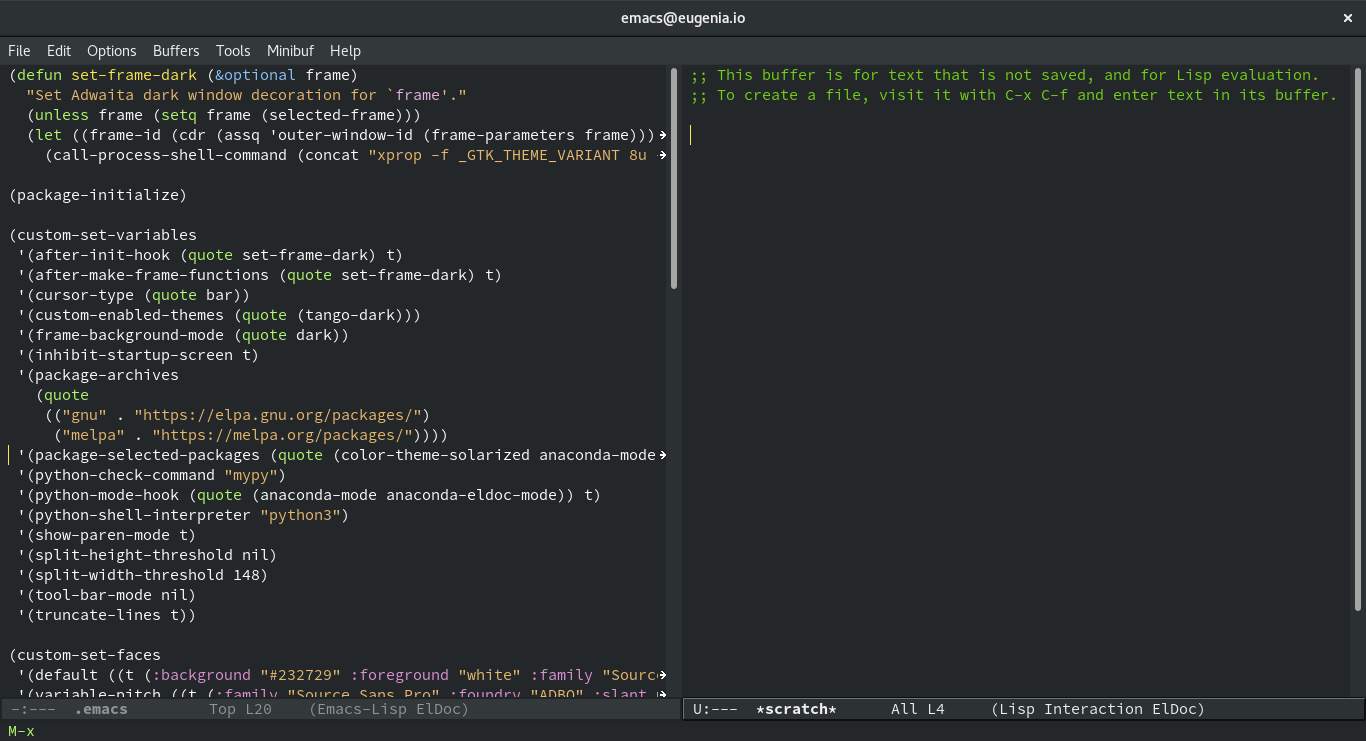 emacs@eugenia.io ×
File Edit Options Buffers Tools Minibuf Help
(defun set-frame-dark (&optional frame)
  "Set Adwaita dark window decoration for `frame'."
  (unless frame (setq frame (selected-frame)))
  (let ((frame-id (cdr (assq 'outer-window-id (frame-parameters frame)))
    (call-process-shell-command (concat "xprop -f _GTK_THEME_VARIANT 8u

(package-initialize)

(custom-set-variables
 '(after-init-hook (quote set-frame-dark) t)
 '(after-make-frame-functions (quote set-frame-dark) t)
 '(cursor-type (quote bar))
 '(custom-enabled-themes (quote (tango-dark)))
 '(frame-background-mode (quote dark))
 '(inhibit-startup-screen t)
 '(package-archives
   (quote
    (("gnu" . "https://elpa.gnu.org/packages/")
     ("melpa" . "https://melpa.org/packages/"))))
 '(package-selected-packages (quote (color-theme-solarized anaconda-mode
 '(python-check-command "mypy")
 '(python-mode-hook (quote (anaconda-mode anaconda-eldoc-mode)) t)
 '(python-shell-interpreter "python3")
 '(show-paren-mode t)
 '(split-height-threshold nil)
 '(split-width-threshold 148)
 '(tool-bar-mode nil)
 '(truncate-lines t))

(custom-set-faces
 '(default ((t (:background "#232729" :foreground "white" :family "Source
 '(variable-pitch ((t (:family "Source Sans Pro" :foundry "ADBO" :slant
-:---  .emacs         Top L20    (Emacs-Lisp ElDoc)
;; This buffer is for text that is not saved, and for Lisp evaluation.
;; To create a file, visit it with C-x C-f and enter text in its buffer.
U:---  *scratch*      All L4     (Lisp Interaction ElDoc)
M-x